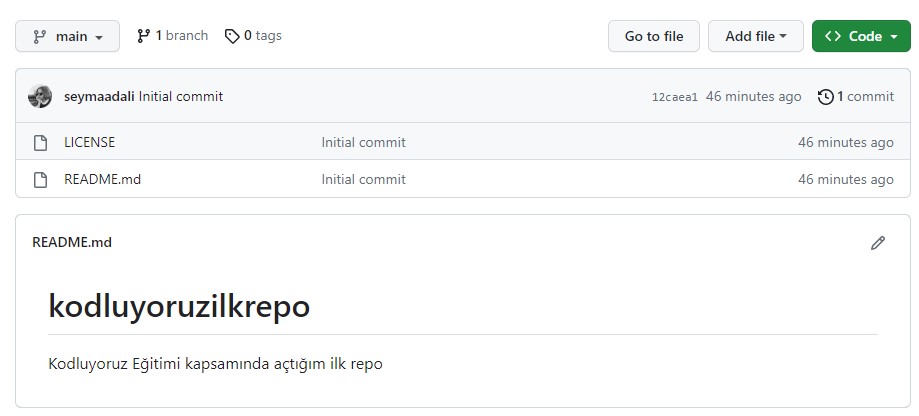 main 1 branch 0 tags Go to file Add file Code
seymaadali Initial commit 12caea1 46 minutes ago 1 commit
LICENSE Initial commit 46 minutes ago
README.md Initial commit 46 minutes ago
README.md
kodluyoruzilkrepo
Kodluyoruz Eğitimi kapsamında açtığım ilk repo